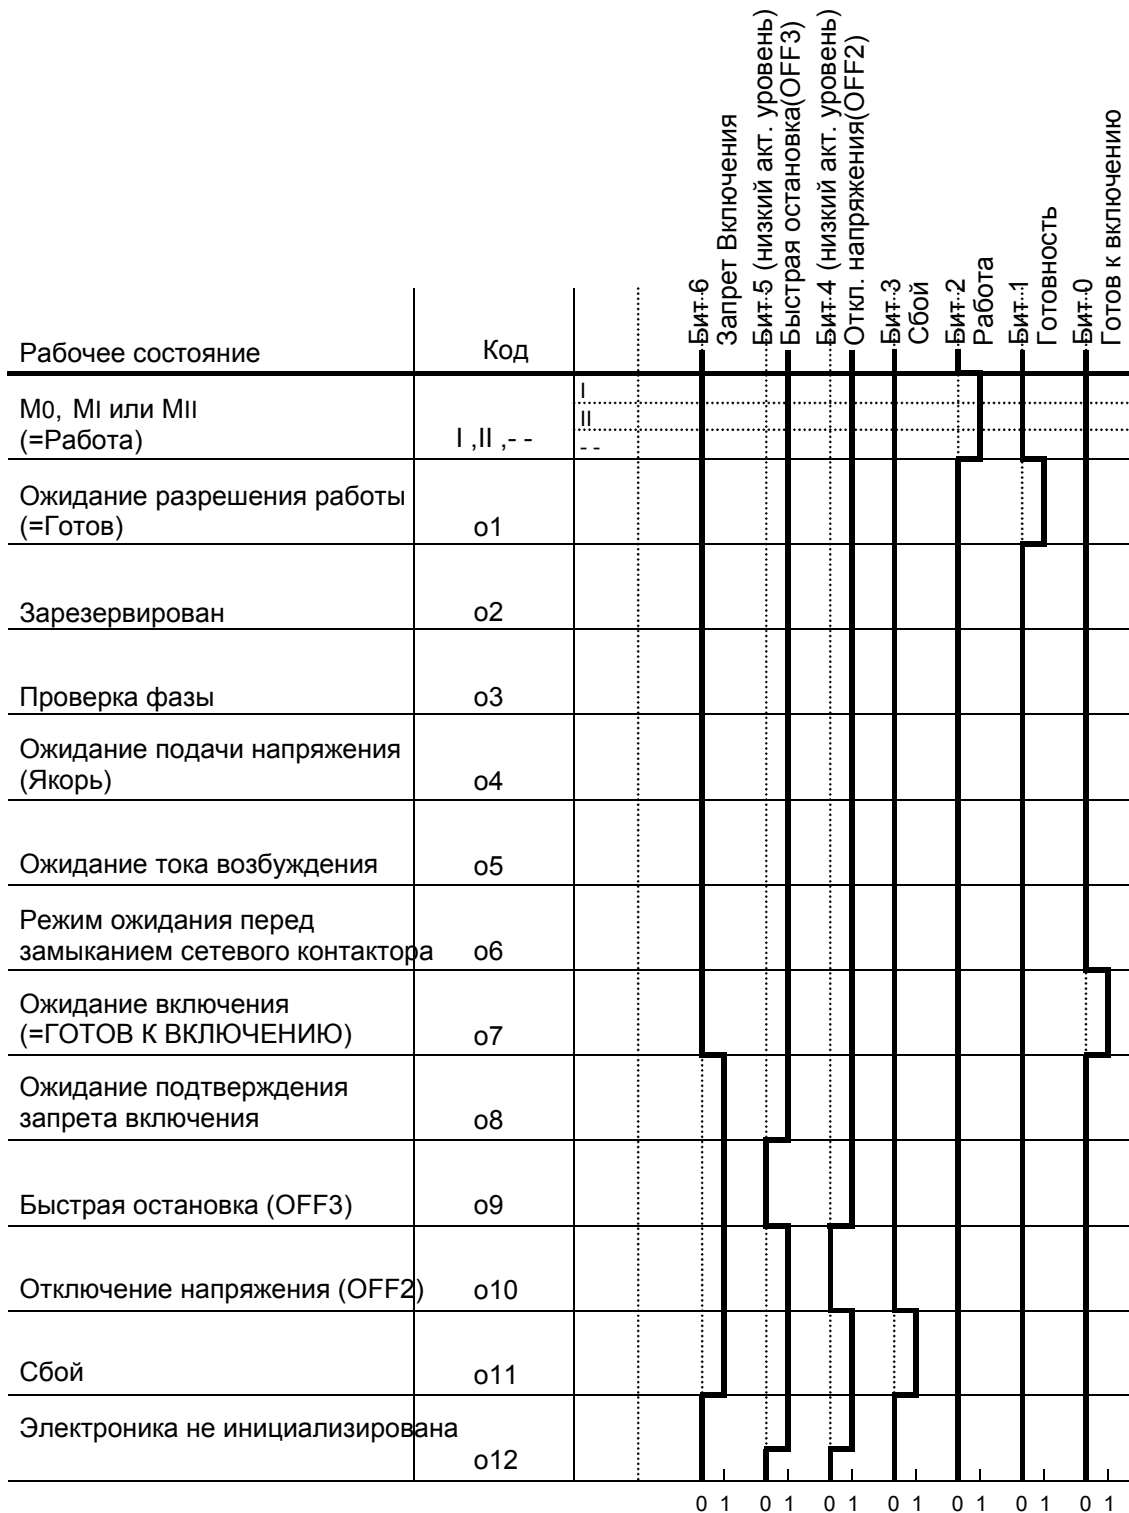 Бит 6
Запрет Включения
Бит 5 (низкий акт. уровень)
Быстрая остановка(OFF3)
Бит 4 (низкий акт. уровень)
Откл. напряжения(OFF2)
Бит 3
Сбой
Бит 2
Работа
Бит 1
Готовность
Бит 0
Готов к включению
Рабочее состояние Код
М0, МI или МII
(=Работа) I ,II ,- -
I
II
- -
Ожидание разрешения работы
(=Готов) o1
Зарезервирован o2
Проверка фазы o3
Ожидание подачи напряжения
(Якорь) o4
Ожидание тока возбуждения o5
Режим ожидания перед
замыканием сетевого контактора o6
Ожидание включения
(=ГОТОВ К ВКЛЮЧЕНИЮ) o7
Ожидание подтверждения
запрета включения o8
Быстрая остановка (OFF3) o9
Отключение напряжения (OFF2) o10
Сбой o11
Электроника не инициализирована
o12
0 1 0 1 0 1 0 1 0 1 0 1 0 1